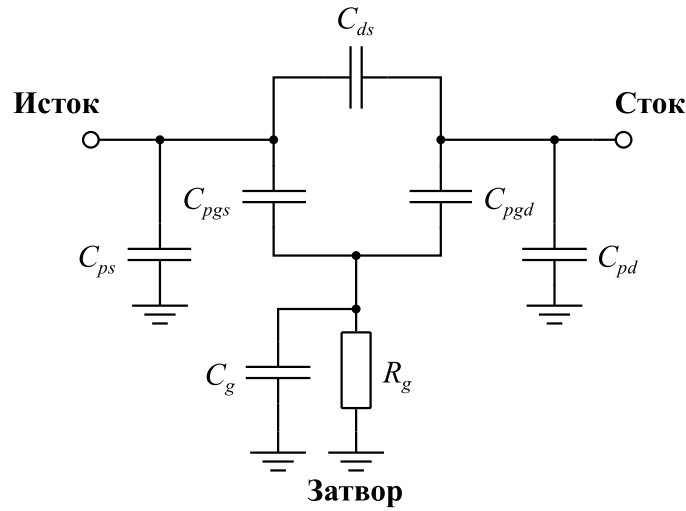 C_ds
Исток
Сток
C_pgs
C_pgd
C_ps
C_pd
C_g
R_g
Затвор